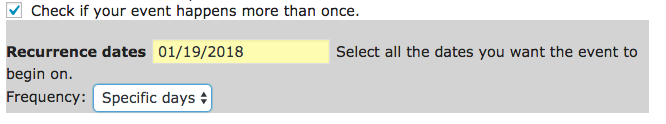 Check if your event happens more than once.
Recurrence dates 01/19/2018 Select all the dates you want the event to
begin on.
Frequency: Specific days